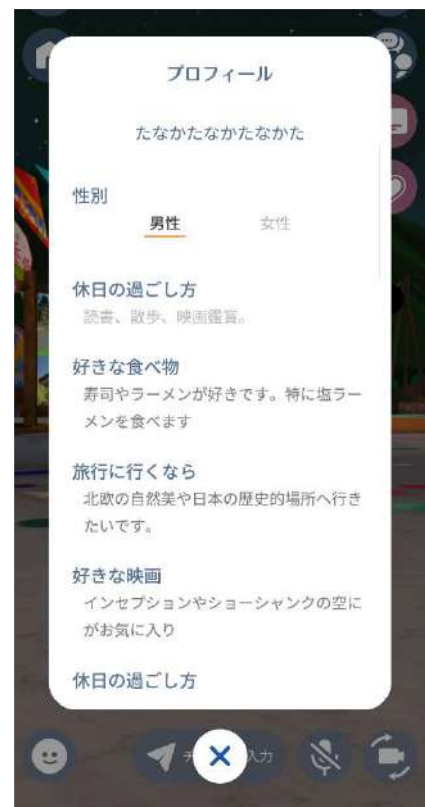 プロフィール
たなかたなかたなかた
性別
男性 女性
休日の過ごし方
読書、散歩、映画鑑賞。
好きな食べ物
寿司やラーメンが好きです。特に塩ラー
メンを食べます
旅行に行くなら
北欧の自然美や日本の歴史的場所へ行き
たいです。
好きな映画
インセプションやショーシャンクの空に
がお気に入り
休日の過ごし方
チ 入力